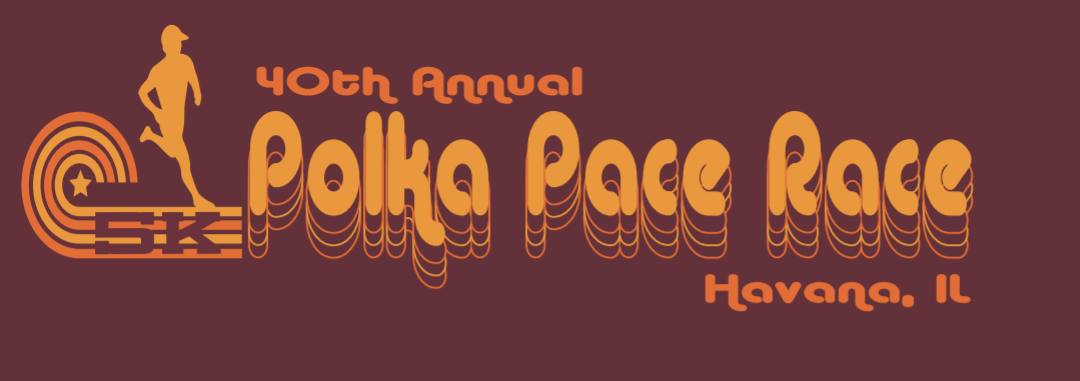 40th Annual
Polka Pace Race
5K
Havana, IL